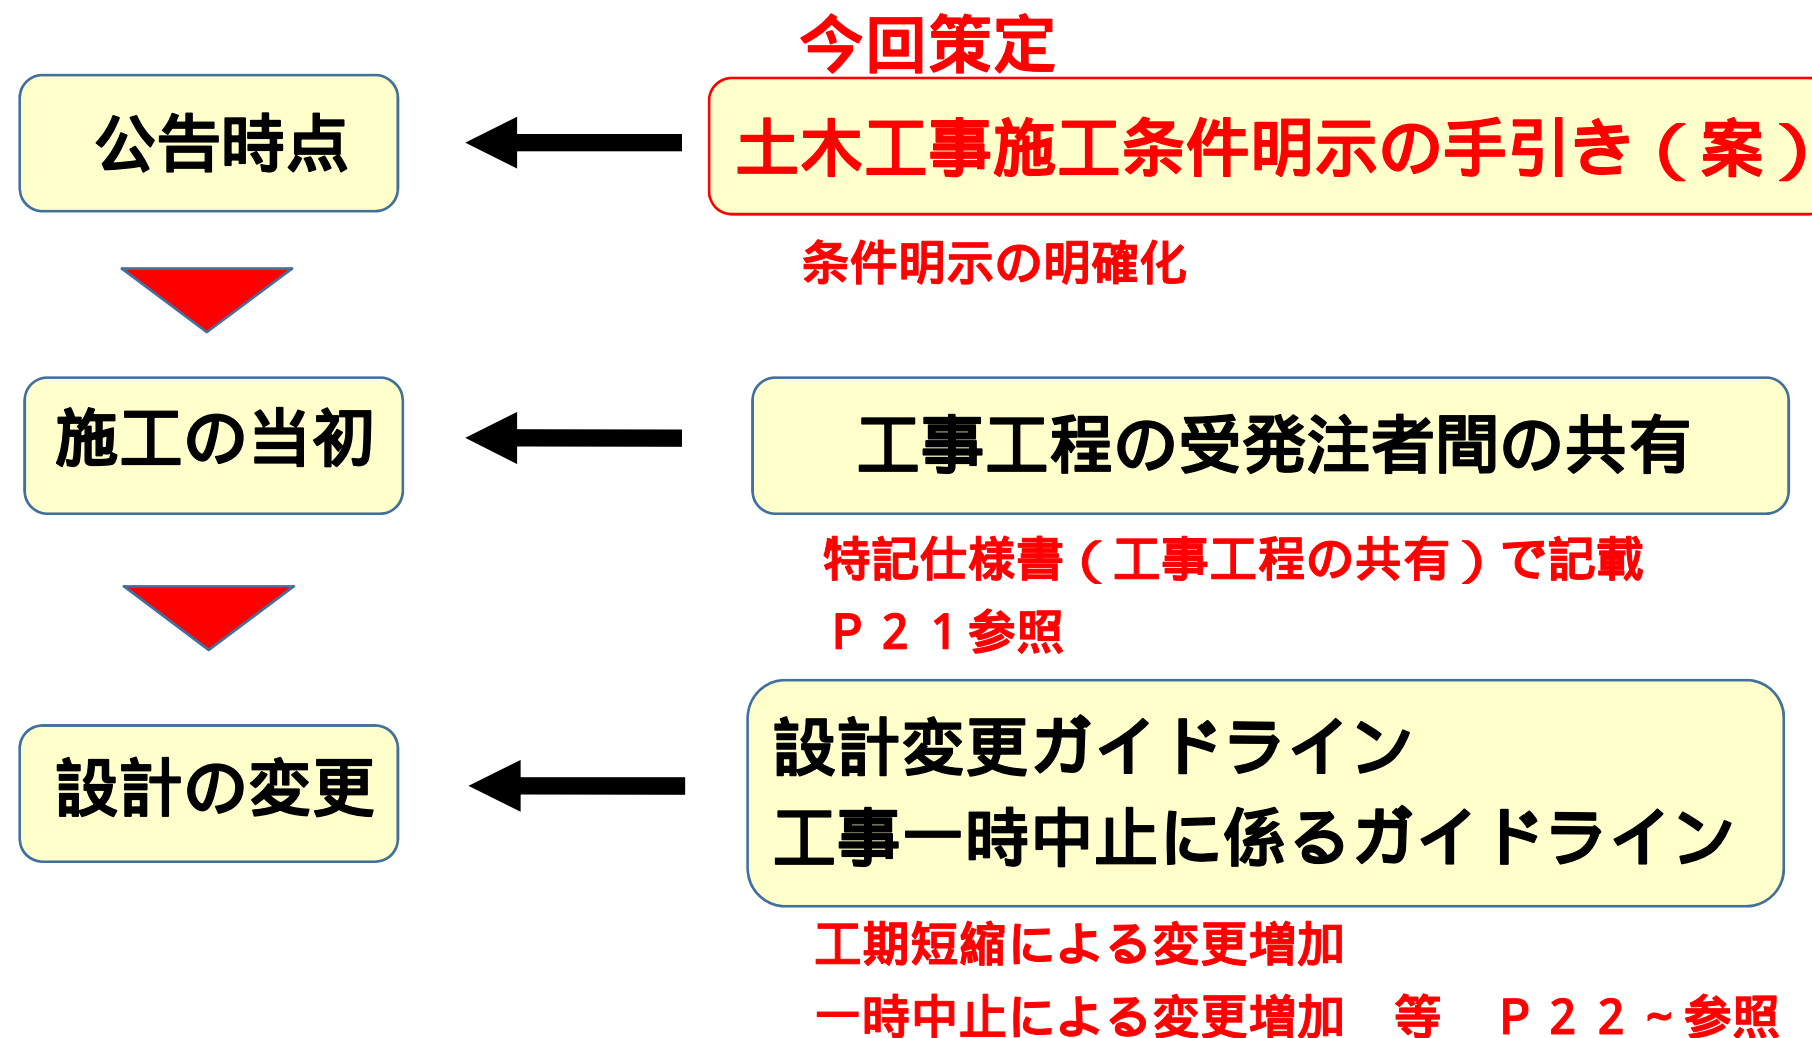 今回策定
公告時点
土木工事施工条件明示の手引き（案）
条件明示の明確化
施工の当初
工事工程の受発注者間の共有
特記仕様書（工事工程の共有）で記載
Ｐ２１参照
設計の変更
設計変更ガイドライン
工事一時中止に係るガイドライン
工期短縮による変更増加
一時中止による変更増加　等　Ｐ２２~参照